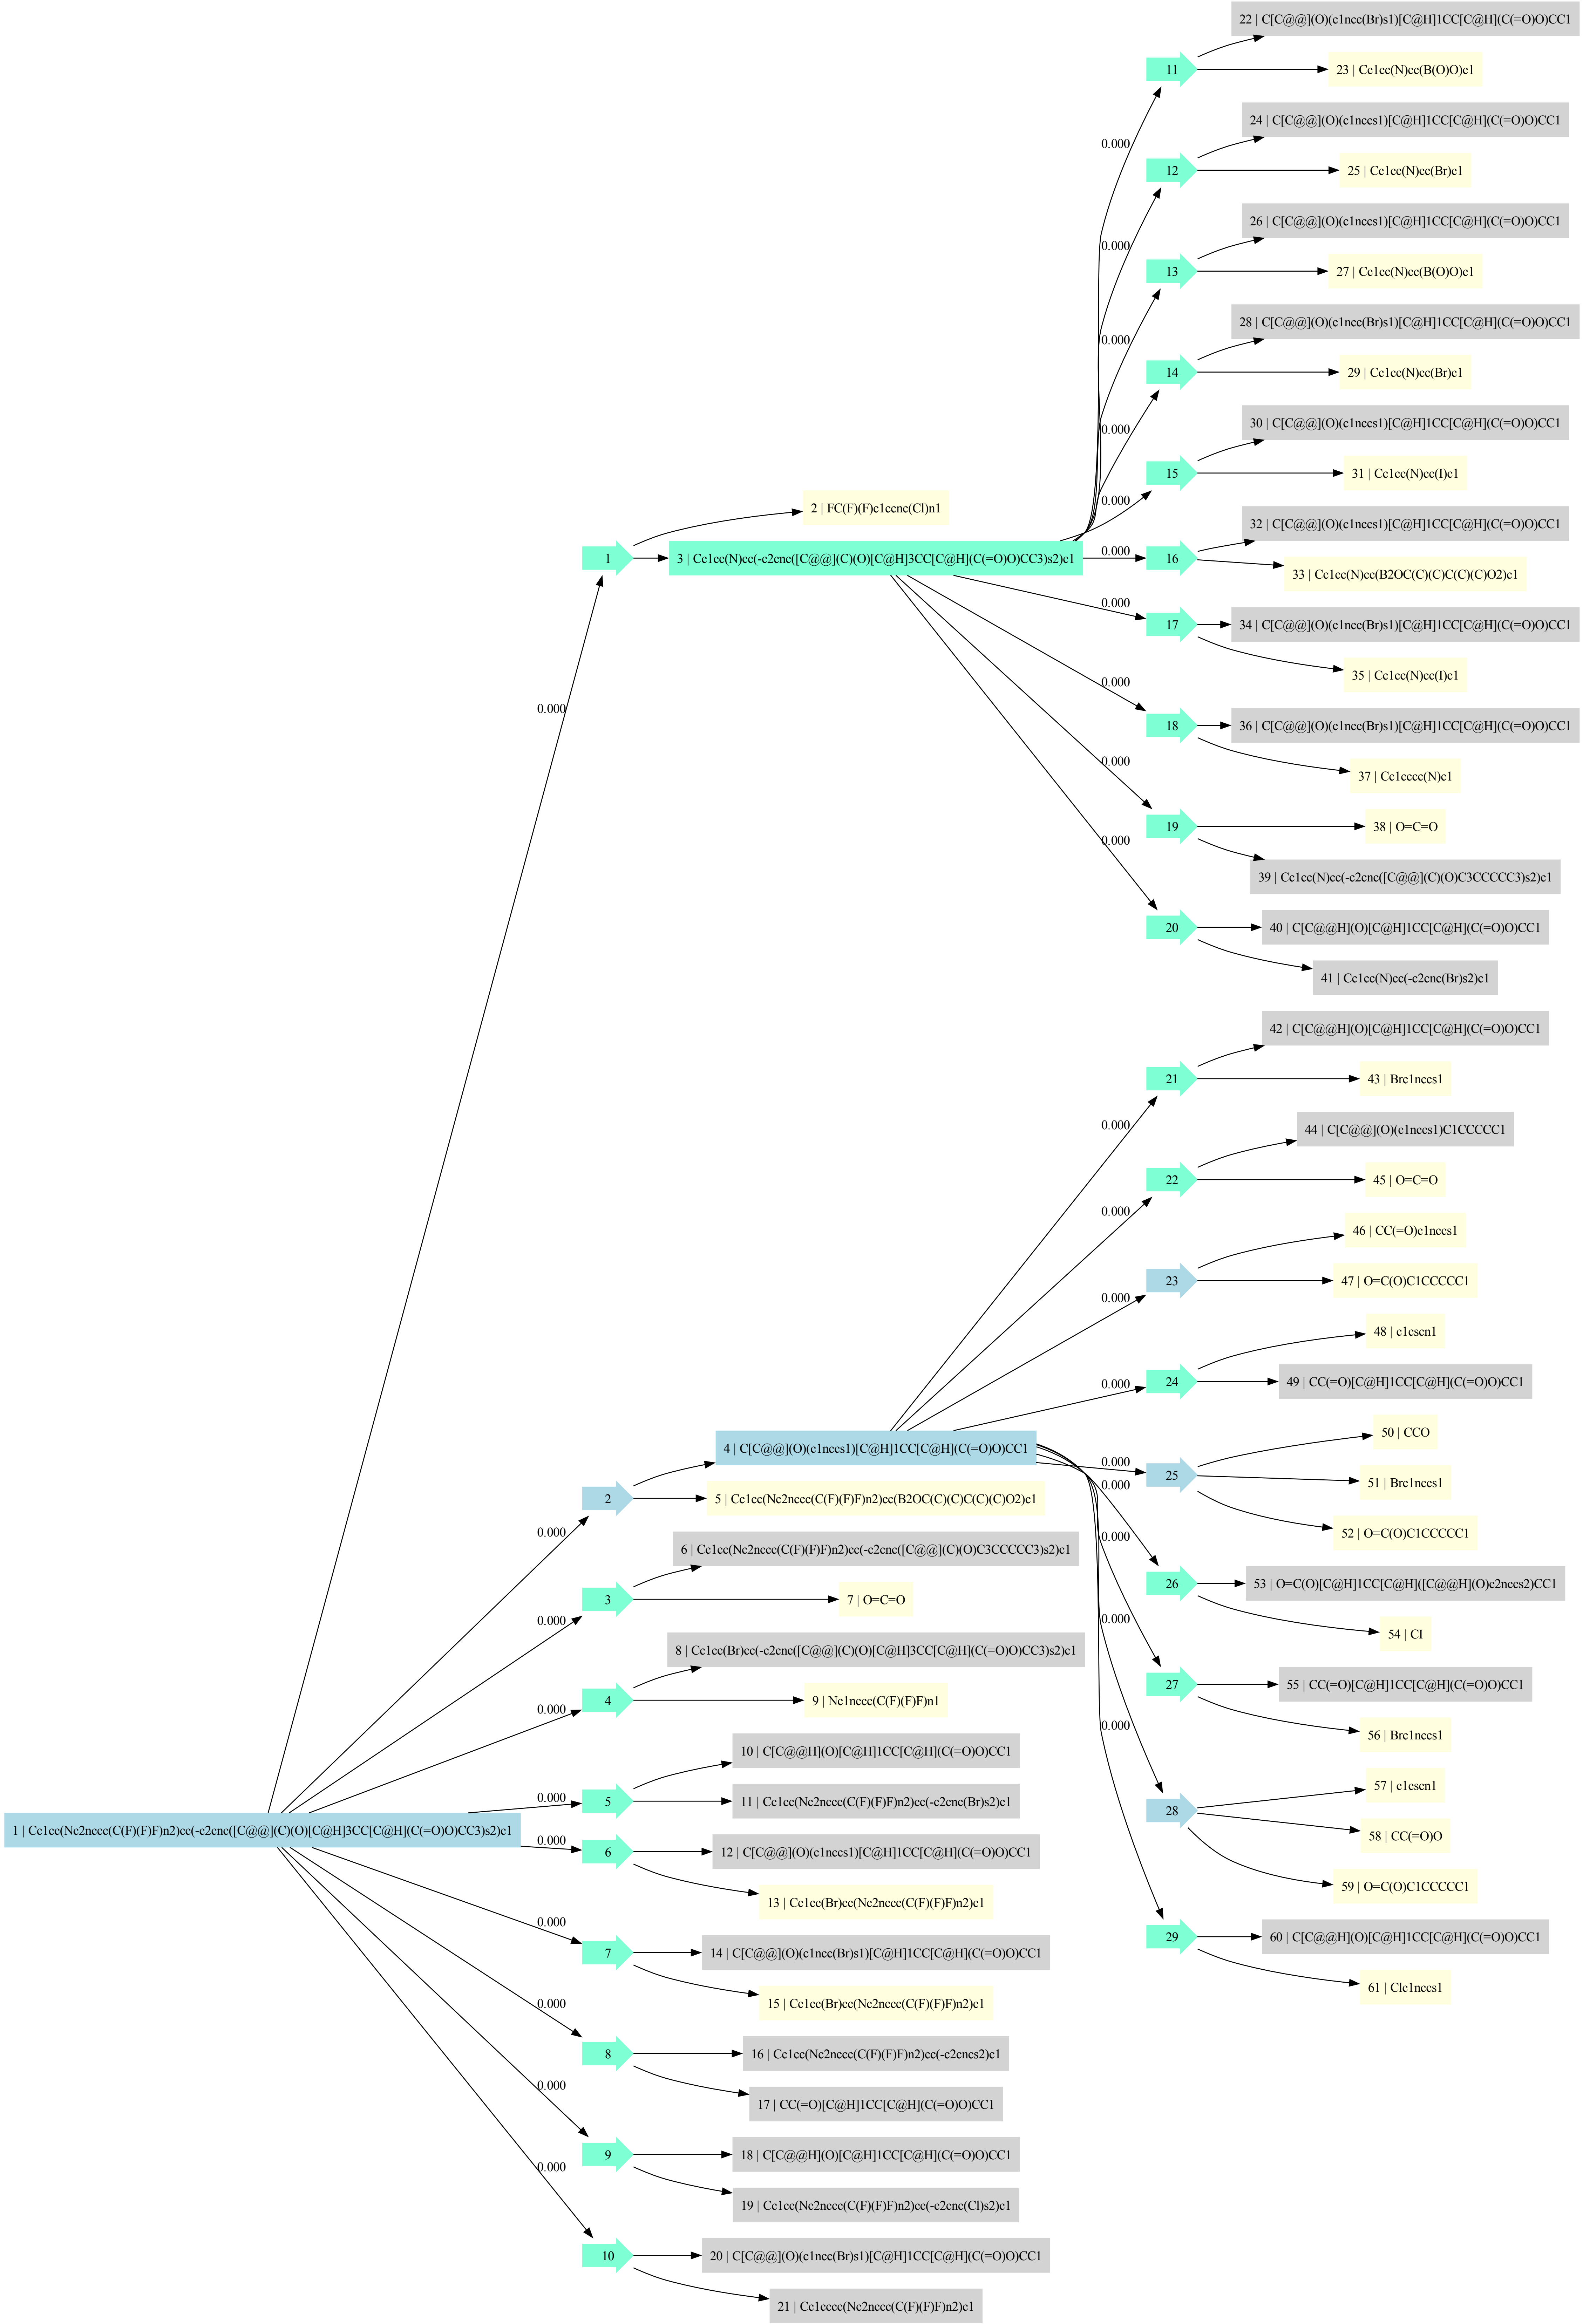 22 | C[C@@](O)(c1ncc(Br)s1)[C@H]1CC[C@H](C(=O)O)CC1
11
23 | Cc1cc(N)cc(B(O)O)c1
0.000
24 | C[C@@](O)(c1nccs1)[C@H]1CC[C@H](C(=O)O)CC1
12
25 | Cc1cc(N)cc(Br)c1
0.000
26 | C[C@@](O)(c1nccs1)[C@H]1CC[C@H](C(=O)O)CC1
13
27 | Cc1cc(N)cc(B(O)O)c1
0.000
28 | C[C@@](O)(c1ncc(Br)s1)[C@H]1CC[C@H](C(=O)O)CC1
14
29 | Cc1cc(N)cc(Br)c1
0.000
30 | C[C@@](O)(c1nccs1)[C@H]1CC[C@H](C(=O)O)CC1
15
31 | Cc1cc(N)cc(I)c1
0.000
2 | FC(F)(F)c1ccnc(Cl)n1
32 | C[C@@](O)(c1nccs1)[C@H]1CC[C@H](C(=O)O)CC1
1
3 | Cc1cc(N)cc(-c2cnc([C@@](C)(O)[C@H]3CC[C@H](C(=O)O)CC3)s2)c1
0.000
16
33 | Cc1cc(N)cc(B2OC(C)(C)C(C)(C)O2)c1
0.000
17
34 | C[C@@](O)(c1ncc(Br)s1)[C@H]1CC[C@H](C(=O)O)CC1
35 | Cc1cc(N)cc(I)c1
0.000
0.000
18
36 | C[C@@](O)(c1ncc(Br)s1)[C@H]1CC[C@H](C(=O)O)CC1
0.000
37 | Cc1cccc(N)c1
19
38 | O=C=O
0.000
39 | Cc1cc(N)cc(-c2cnc([C@@](C)(O)C3CCCCC3)s2)c1
20
40 | C[C@@H](O)[C@H]1CC[C@H](C(=O)O)CC1
41 | Cc1cc(N)cc(-c2cnc(Br)s2)c1
42 | C[C@@H](O)[C@H]1CC[C@H](C(=O)O)CC1
21
43 | Brc1nccs1
0.000
44 | C[C@@](O)(c1nccs1)C1CCCCC1
22
45 | O=C=O
0.000
46 | CC(=O)c1nccs1
23
47 | O=C(O)C1CCCCC1
0.000
48 | c1cscn1
24
49 | CC(=O)[C@H]1CC[C@H](C(=O)O)CC1
0.000
50 | CCO
4 | C[C@@](O)(c1nccs1)[C@H]1CC[C@H](C(=O)O)CC1
0.000
25
51 | Brc1nccs1
0.000
2
5 | Cc1cc(Nc2nccc(C(F)(F)F)n2)cc(B2OC(C)(C)C(C)(C)O2)c1
52 | O=C(O)C1CCCCC1
0.000
0.000
6 | Cc1cc(Nc2nccc(C(F)(F)F)n2)cc(-c2cnc([C@@](C)(O)C3CCCCC3)s2)c1
26
53 | O=C(O)[C@H]1CC[C@H]([C@@H](O)c2nccs2)CC1
3
7 | O=C=O
0.000
0.000
54 | CI
8 | Cc1cc(Br)cc(-c2cnc([C@@](C)(O)[C@H]3CC[C@H](C(=O)O)CC3)s2)c1
27
55 | CC(=O)[C@H]1CC[C@H](C(=O)O)CC1
4
9 | Nc1nccc(C(F)(F)F)n1
0.000
0.000
56 | Brc1nccs1
10 | C[C@@H](O)[C@H]1CC[C@H](C(=O)O)CC1
57 | c1cscn1
0.000
5
11 | Cc1cc(Nc2nccc(C(F)(F)F)n2)cc(-c2cnc(Br)s2)c1
28
58 | CC(=O)O
1 | Cc1cc(Nc2nccc(C(F)(F)F)n2)cc(-c2cnc([C@@](C)(O)[C@H]3CC[C@H](C(=O)O)CC3)s2)c1
0.000
6
12 | C[C@@](O)(c1nccs1)[C@H]1CC[C@H](C(=O)O)CC1
59 | O=C(O)C1CCCCC1
13 | Cc1cc(Br)cc(Nc2nccc(C(F)(F)F)n2)c1
0.000
29
60 | C[C@@H](O)[C@H]1CC[C@H](C(=O)O)CC1
7
14 | C[C@@](O)(c1ncc(Br)s1)[C@H]1CC[C@H](C(=O)O)CC1
61 | Clc1nccs1
15 | Cc1cc(Br)cc(Nc2nccc(C(F)(F)F)n2)c1
0.000
8
16 | Cc1cc(Nc2nccc(C(F)(F)F)n2)cc(-c2cncs2)c1
0.000
17 | CC(=O)[C@H]1CC[C@H](C(=O)O)CC1
9
18 | C[C@@H](O)[C@H]1CC[C@H](C(=O)O)CC1
0.000
19 | Cc1cc(Nc2nccc(C(F)(F)F)n2)cc(-c2cnc(Cl)s2)c1
10
20 | C[C@@](O)(c1ncc(Br)s1)[C@H]1CC[C@H](C(=O)O)CC1
21 | Cc1cccc(Nc2nccc(C(F)(F)F)n2)c1